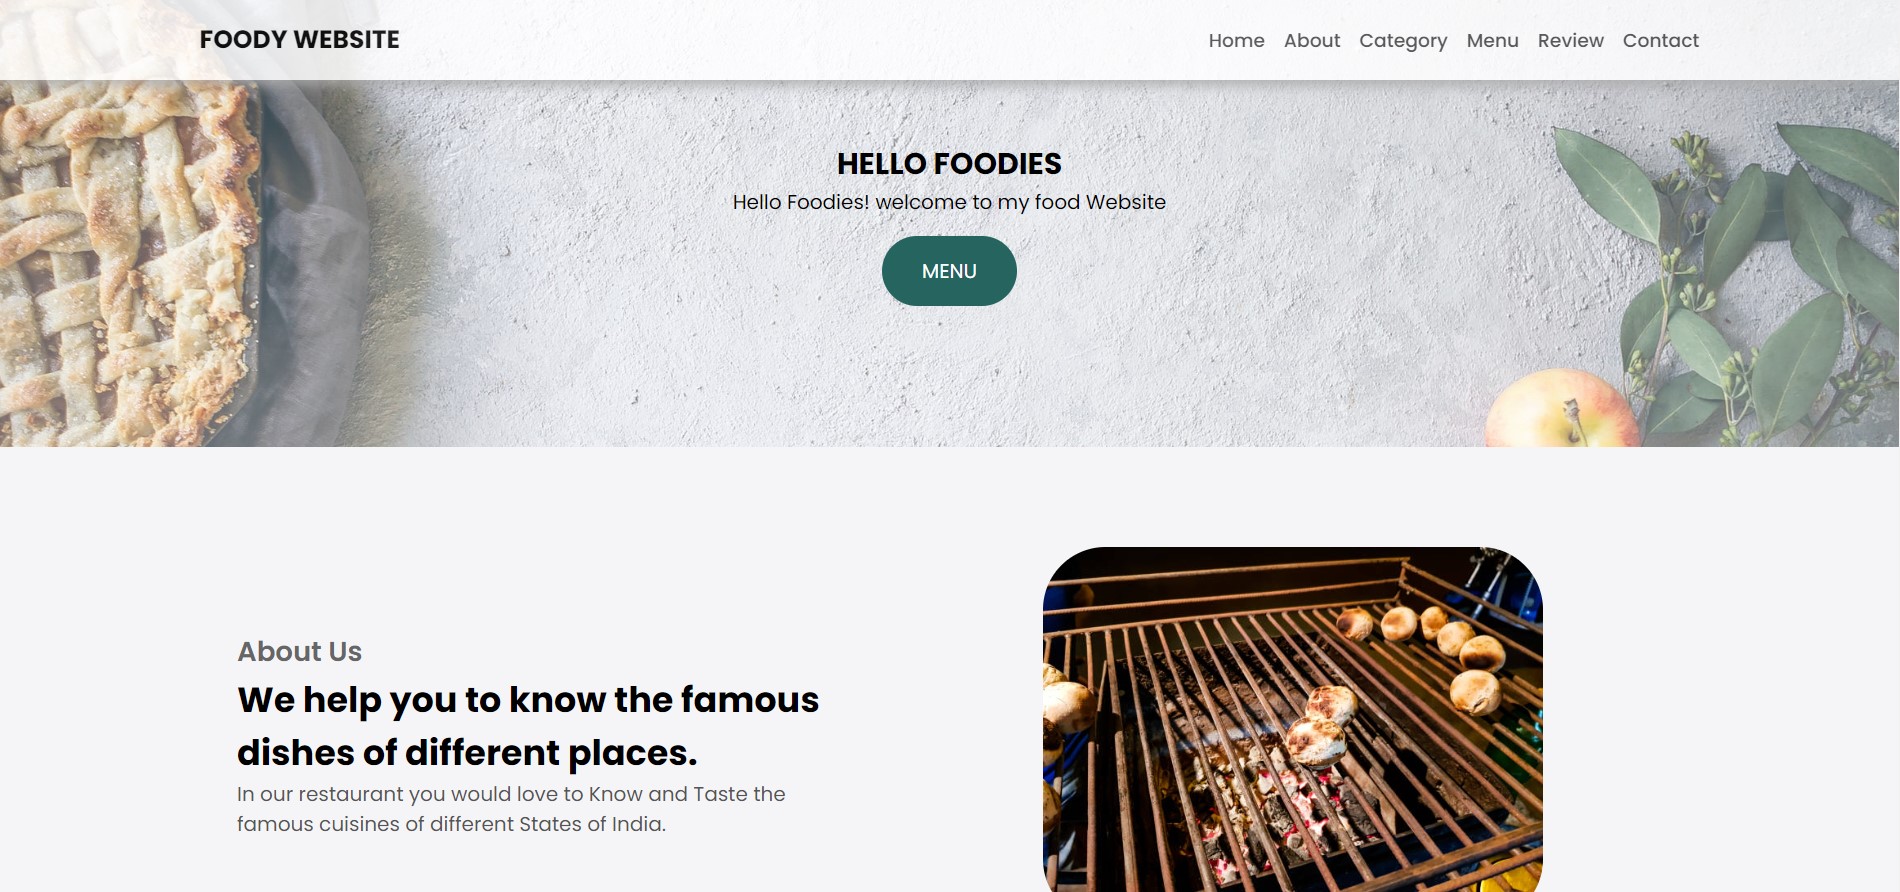 FOODY WEBSITE
Home About Category Menu Review Contact
HELLO FOODIES
Hello Foodies! welcome to my food Website
MENU
About Us
We help you to know the famous
dishes of different places.
In our restaurant you would love to Know and Taste the
famous cuisines of different States of India.